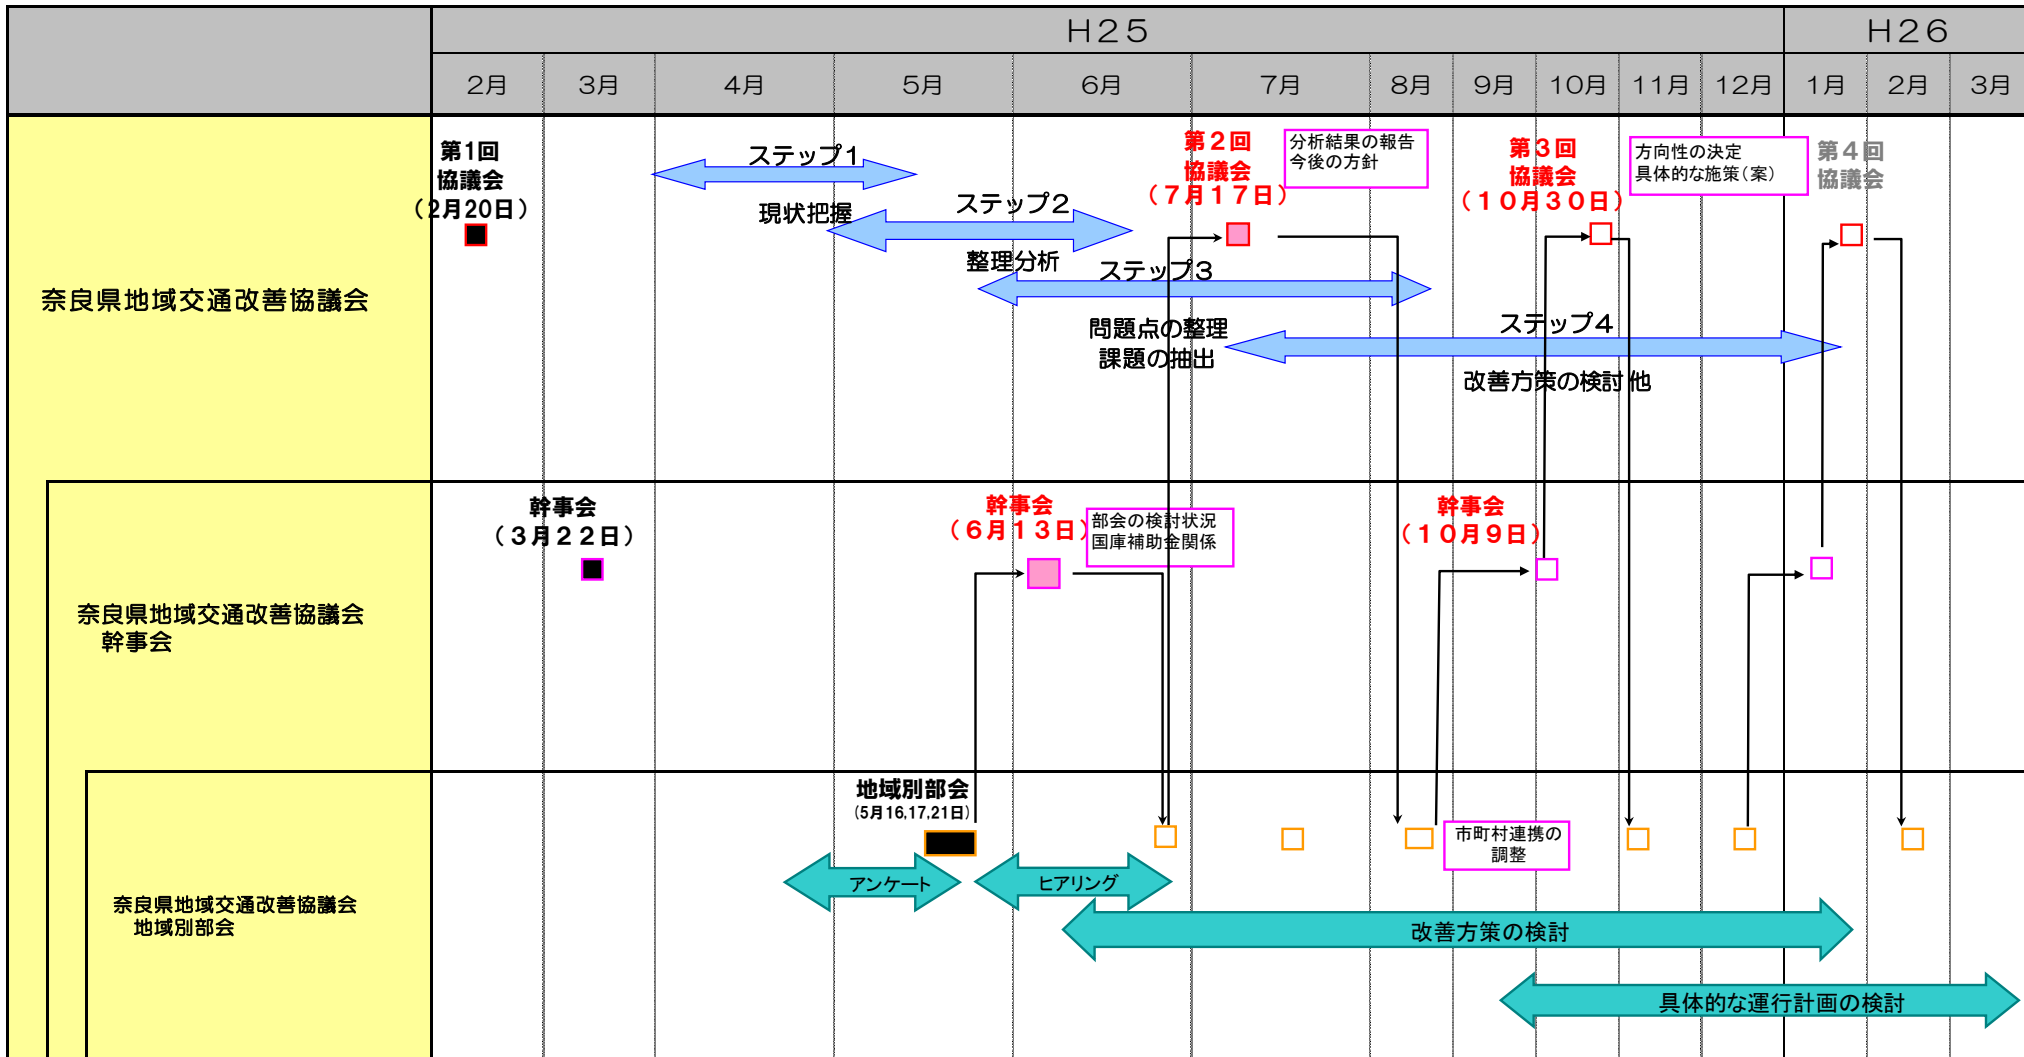 H25
H26
2月
3月
4月
5月
6月
7月
8月
9月
10月
11月
12月
1月
2月
3月
奈良県地域交通改善協議会
第1回
協議会
（2月20日）
ステップ1
現状把握
ステップ2
整理分析
ステップ3
問題点の整理
課題の抽出
第２回
協議会
（７月１７日）
分析結果の報告
今後の方針
ステップ4
改善方策の検討他
第３回
協議会
（１０月３０日）
方向性の決定
具体的な施策（案）
第４回
協議会
奈良県地域交通改善協議会
幹事会
幹事会
（３月２２日）
幹事会
（６月１３日）
部会の検討状況
国庫補助金関係
幹事会
（１０月９日）
奈良県地域交通改善協議会
地域別部会
地域別部会
（5月16,17,21日）
市町村連携の
調整
アンケート
ヒアリング
改善方策の検討
具体的な運行計画の検討